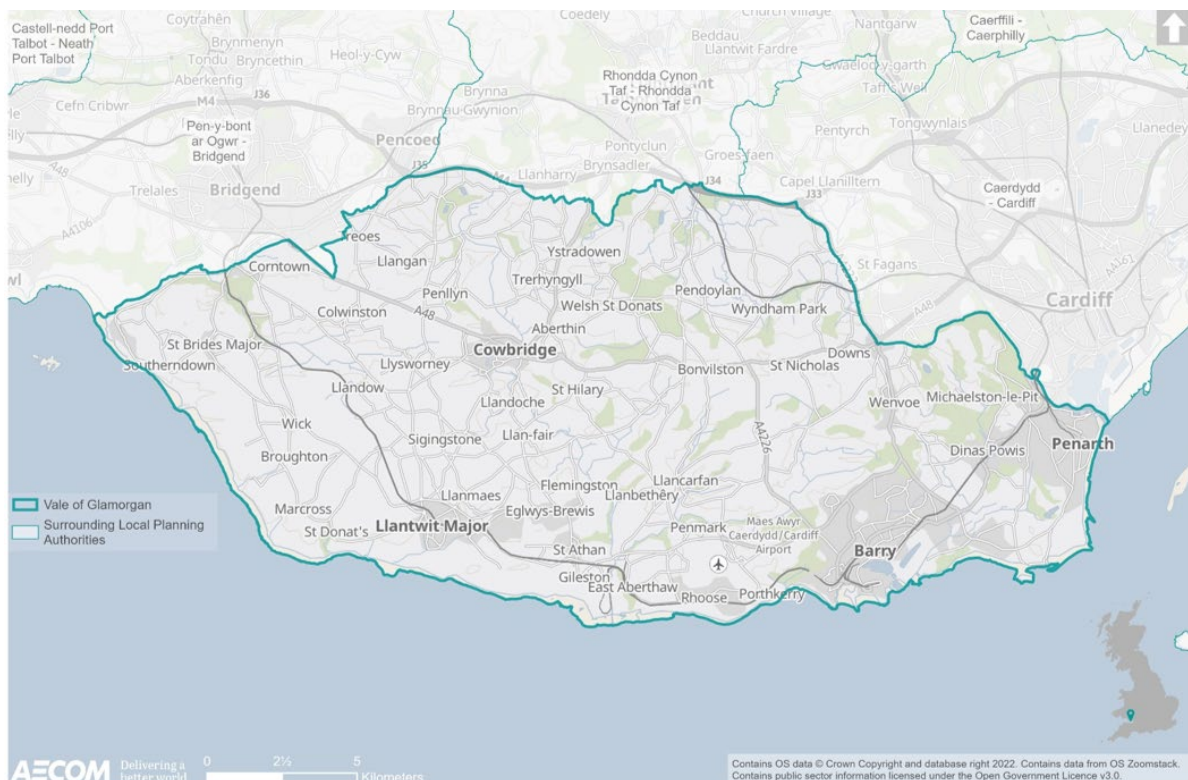 Castell-nedd Port
Talbot - Neath
Port Talbot
Coytrahên
Brynmenyn
Tondu
Bryncethin
Aberkenfig
Heol-y-Cyw
Coedely
Church Village
Beddau
Llantwit Fardre
Nantgarw
Caerffili -
Caerphilly
Gwaelod-y-garth
Taff's Well
Rhondda Cynon
Taf - Rhondda
Cynon Taf
Cefn Cribwr
M4
J36
Brynna
Brynnau Gwynion
Pen-y-bont
ar Ogwr -
Bridgend
Pencoed
Pentyrch
Tongwynlais
Llanedey
Pontyclun
Groes-faen
Brynsadler
J35
Llanharry
J34
Capel Llanilltern
J33
A48
Trelales
Bridgend
Caerdydd
- Cardiff
A4106
Treoes
Corntown
Llangan
Ystradowen
Trerhyngyll
St Fagans
A4161
A48
Penllyn
Welsh St Donats
Pendoylan
Wyndham Park
Cardiff
Colwinston
A48
Aberthin
St Brides Major
Llysworney
Cowbridge
Downs
Southerndown
Bonvilston
St Nicholas
Llandow
St Hilary
Michaelston-le-Pit
Llandoche
Wenvoe
Wick
Sigingstone
Llan-fair
A4226
Dinas Powis
Penarth
Broughton
Llancarfan
Flemingston
Llanbethêry
Llanmaes
Vale of Glamorgan
Surrounding Local Planning
Authorities
Marcross
Eglwys-Brewis
St Donat's
Llantwit Major
Penmark
Maes Awyr
Caerdydd/Cardiff
Airport
St Athan
Barry
Gileston
East Aberthaw
Rhoose
Porthkerry
AECOM
Delivering a
better world
0 2½ 5
Kilometers
Contains OS data © Crown Copyright and database right 2022. Contains data from OS Zoomstack.
Contains public sector information licensed under the Open Government Licence v3.0.